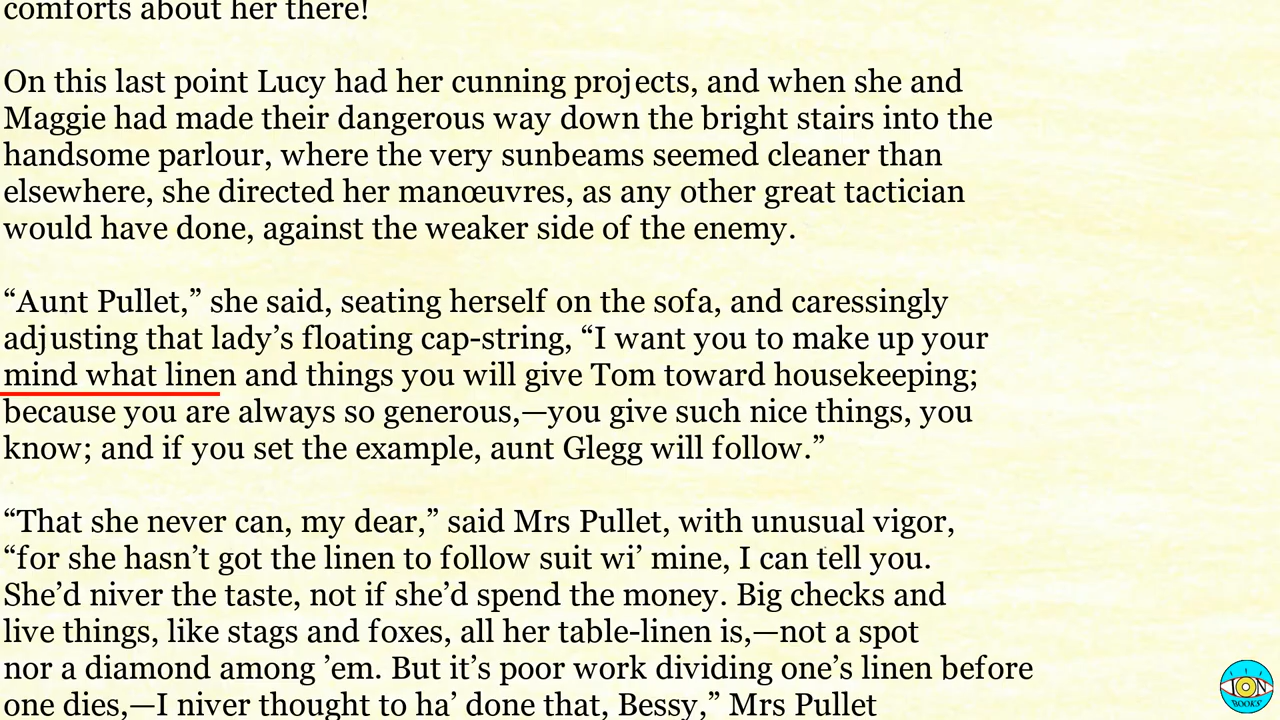 comforts about her there!
On this last point Lucy had her cunning projects, and when she and
Maggie had made their dangerous way down the bright stairs into the
handsome parlour, where the very sunbeams seemed cleaner than
elsewhere, she directed her manœuvres, as any other great tactician
would have done, against the weaker side of the enemy.
“Aunt Pullet,” she said, seating herself on the sofa, and caressingly
adjusting that lady’s floating cap-string, “I want you to make up your
mind what linen and things you will give Tom toward housekeeping;
because you are always so generous,—you give such nice things, you
know; and if you set the example, aunt Glegg will follow.”
“That she never can, my dear,” said Mrs Pullet, with unusual vigor,
“for she hasn’t got the linen to follow suit wi’ mine, I can tell you.
She’d niver the taste, not if she’d spend the money. Big checks and
live things, like stags and foxes, all her table-linen is,—not a spot
nor a diamond among ’em. But it’s poor work dividing one’s linen before
one dies,—I niver thought to ha’ done that, Bessy,” Mrs Pullet
ION
BOOKS